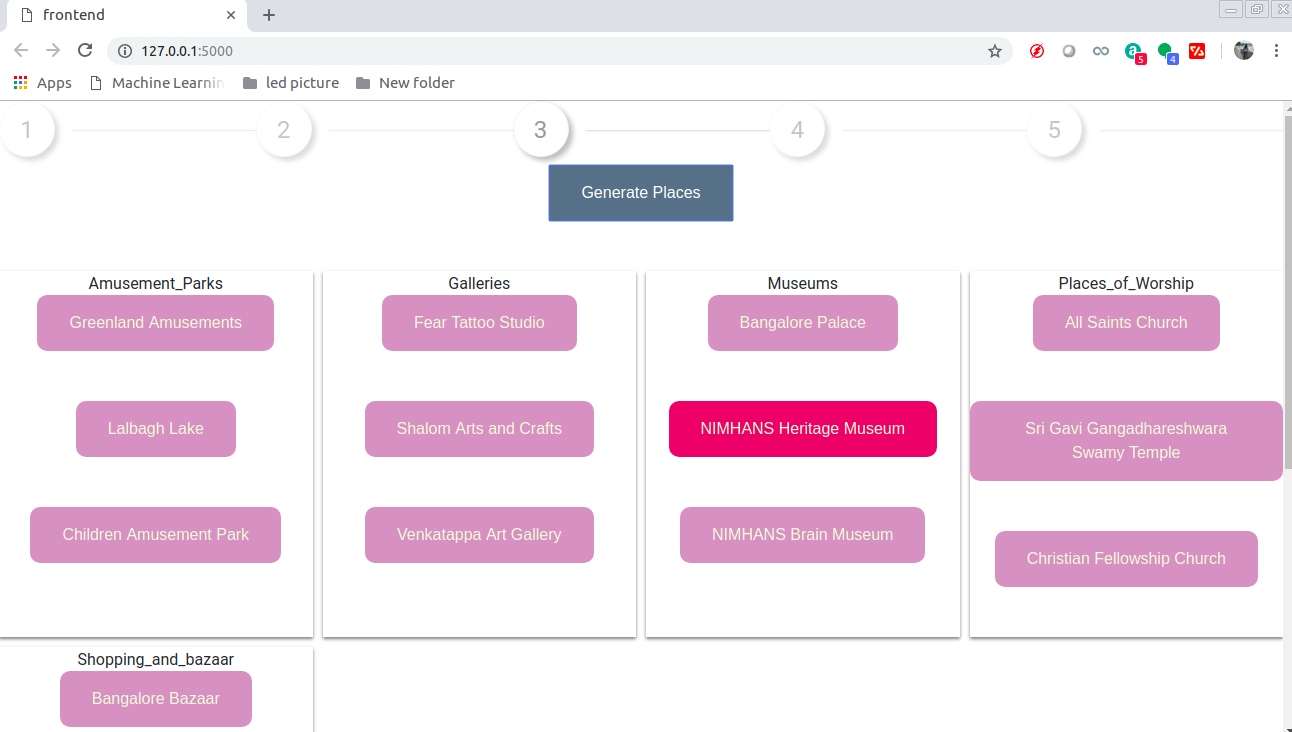 frontend
127.0.0.1:5000
5
4
Apps
Machine Learnin
led picture
New folder
1
2
3
4
5
Generate Places
Amusement_Parks
Greenland Amusements
Lalbagh Lake
Children Amusement Park
Galleries
Fear Tattoo Studio
Shalom Arts and Crafts
Venkatappa Art Gallery
Museums
Bangalore Palace
NIMHANS Heritage Museum
NIMHANS Brain Museum
Places_of_Worship
All Saints Church
Sri Gavi Gangadhareshwara
Swamy Temple
Christian Fellowship Church
Shopping_and_bazaar
Bangalore Bazaar